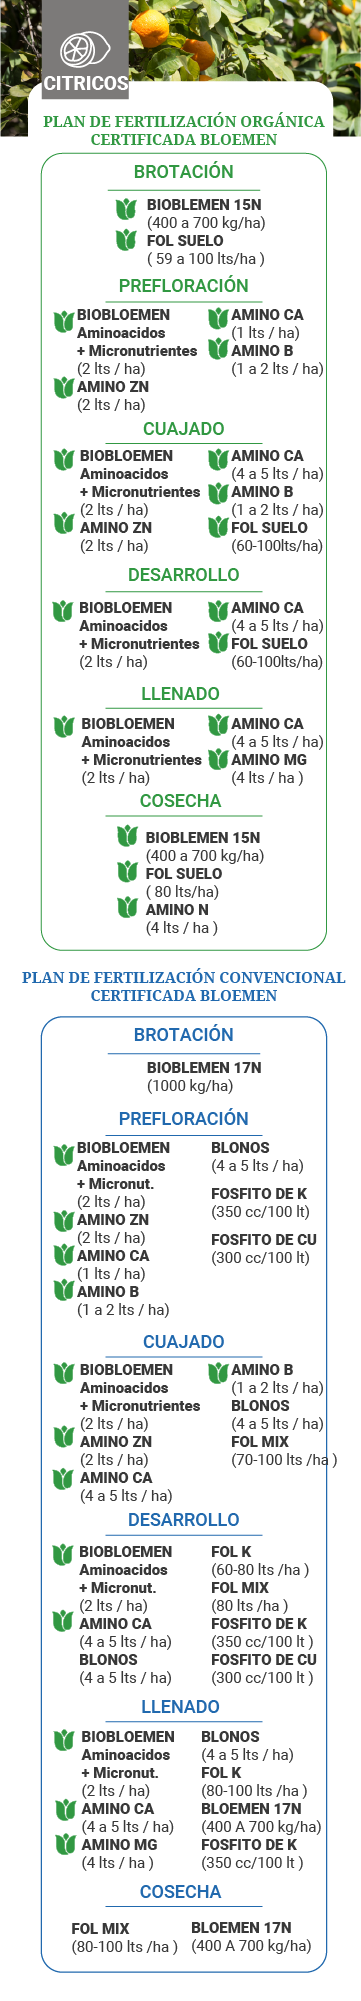 CITRICOS
PLAN DE FERTILIZACIÓN ORGÁNICA
CERTIFICADA BLOEMEN
BROTACIÓN
BIOBLEMEN 15N
(400 a 700 kg/ha)
FOL SUELO
( 59 a 100 lts/ha )
PREFLORACIÓN
BIOBLOEMEN
Aminoacidos
+ Micronutrientes
(2 lts / ha)
AMINO ZN
(2 lts / ha)
AMINO CA
(1 lts / ha)
AMINO B
(1 a 2 lts / ha)
CUAJADO
BIOBLOEMEN
Aminoacidos
+ Micronutrientes
(2 lts / ha)
AMINO ZN
(2 lts / ha)
AMINO CA
(4 a 5 lts / ha)
AMINO B
(1 a 2 lts / ha)
FOL SUELO
(60-100lts/ha)
DESARROLLO
BIOBLOEMEN
Aminoacidos
+ Micronutrientes
(2 lts / ha)
AMINO CA
(4 a 5 lts / ha)
FOL SUELO
(60-100lts/ha)
LLENADO
BIOBLOEMEN
Aminoacidos
+ Micronutrientes
(2 lts / ha)
AMINO CA
(4 a 5 lts / ha)
AMINO MG
(4 lts / ha )
COSECHA
BIOBLEMEN 15N
(400 a 700 kg/ha)
FOL SUELO
( 80 lts/ha)
AMINO N
(4 lts / ha )
PLAN DE FERTILIZACIÓN CONVENCIONAL
CERTIFICADA BLOEMEN
BROTACIÓN
BIOBLEMEN 17N
(1000 kg/ha)
PREFLORACIÓN
BIOBLOEMEN
Aminoacidos
+ Micronut.
(2 lts / ha)
AMINO ZN
(2 lts / ha)
AMINO CA
(1 lts / ha)
AMINO B
(1 a 2 lts / ha)
BLONOS
(4 a 5 lts / ha)
FOSFITO DE K
(350 cc/100 lt)
FOSFITO DE CU
(300 cc/100 lt)
CUAJADO
BIOBLOEMEN
Aminoacidos
+ Micronutrientes
(2 lts / ha)
AMINO ZN
(2 lts / ha)
AMINO CA
(4 a 5 lts / ha)
AMINO B
(1 a 2 lts / ha)
BLONOS
(4 a 5 lts / ha)
FOL MIX
(70-100 lts /ha )
DESARROLLO
BIOBLOEMEN
Aminoacidos
+ Micronut.
(2 lts / ha)
AMINO CA
(4 a 5 lts / ha)
BLONOS
(4 a 5 lts / ha)
FOL K
(60-80 lts /ha )
FOL MIX
(80 lts /ha )
FOSFITO DE K
(350 cc/100 lt )
FOSFITO DE CU
(300 cc/100 lt )
LLENADO
BIOBLOEMEN
Aminoacidos
+ Micronut.
(2 lts / ha)
AMINO CA
(4 a 5 lts / ha)
AMINO MG
(4 lts / ha )
BLONOS
(4 a 5 lts / ha)
FOL K
(80-100 lts /ha )
BLOEMEN 17N
(400 A 700 kg/ha)
FOSFITO DE K
(350 cc/100 lt )
COSECHA
FOL MIX
(80-100 lts /ha )
BLOEMEN 17N
(400 A 700 kg/ha)